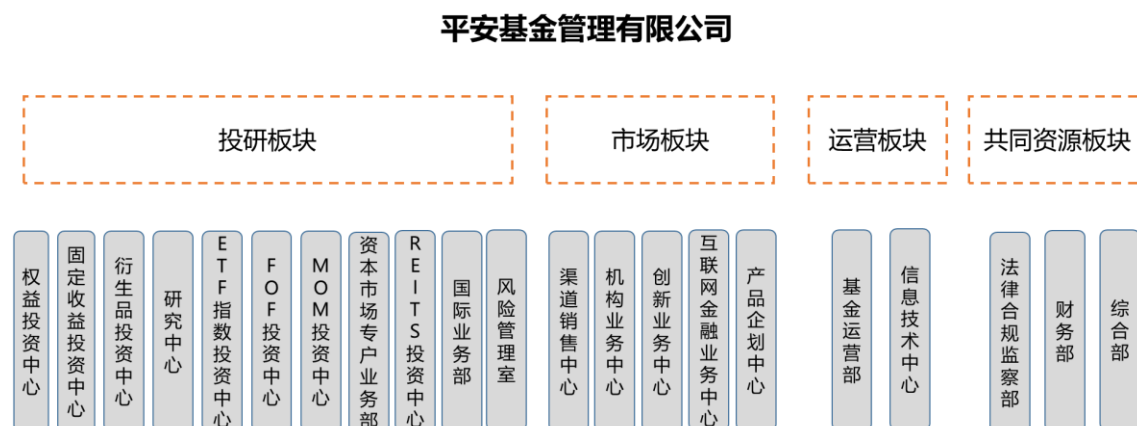 平安基金管理有限公司
投研板块
市场板块
运营板块
共同资源板块
权益投资中心
固定收益投资中心
衍生品投资中心
研究中心
ETF指数投资中心
FOF投资中心
MOM投资中心
资本市场专户业务部
REITS投资中心
国际业务部
风险管理室
渠道销售中心
机构业务中心
创新业务中心
互联网金融业务中心
产品企划中心
基金运营部
信息技术中心
法律合规监察部
财务部
综合部